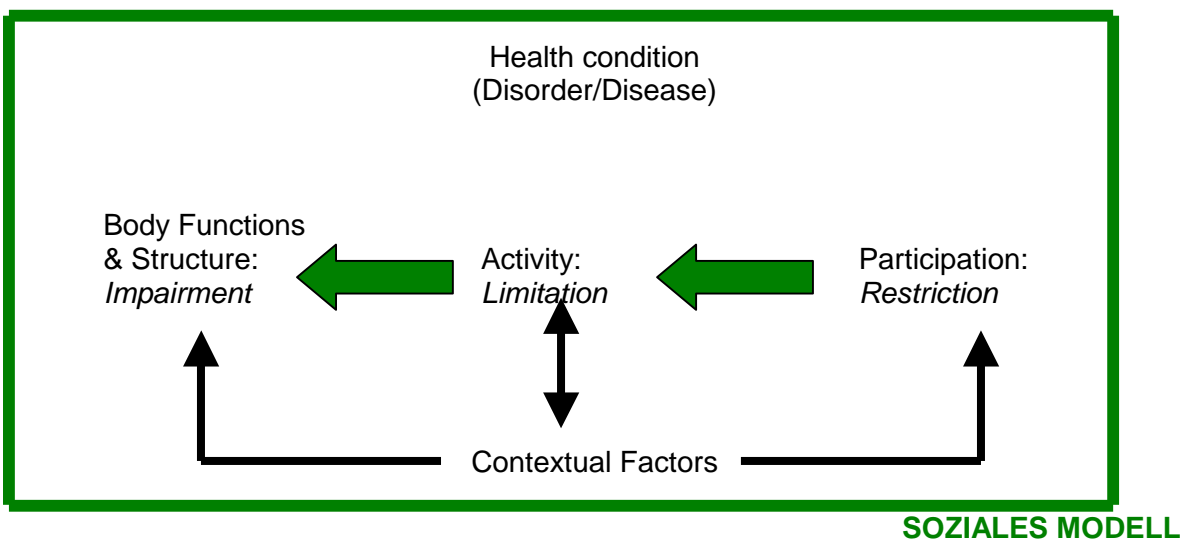 Health condition
(Disorder/Disease)
Body Functions
& Structure:
Impairment
Activity:
Limitation
Participation:
Restriction
Contextual Factors
SOZIALES MODELL